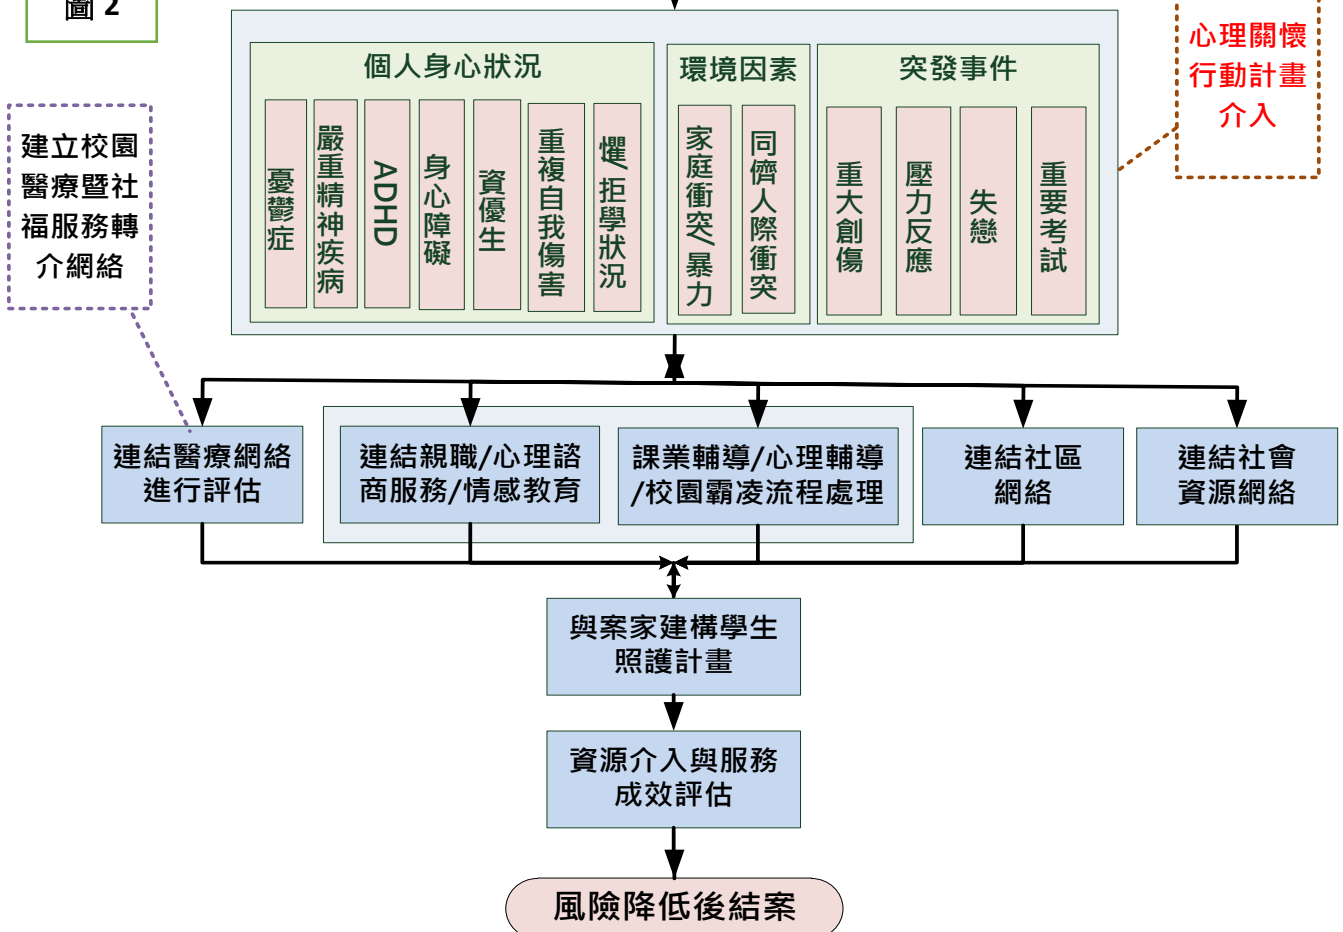 圖 2
心理關懷
行動計畫
介入
個人身心狀況
環境因素
突發事件
建立校園
醫療暨社
福服務轉
介網絡
憂鬱症
嚴重精神疾病
ADHD
身心障礙
資優生
重複自我傷害
懼/拒學狀況
家庭衝突/暴力
同儕人際衝突
重大創傷
壓力反應
失戀
重要考試
連結醫療網絡
進行評估
連結親職/心理諮
商服務/情感教育
課業輔導/心理輔導
/校園霸凌流程處理
連結社區
網絡
連結社會
資源網絡
與案家建構學生
照護計畫
資源介入與服務
成效評估
風險降低後結案